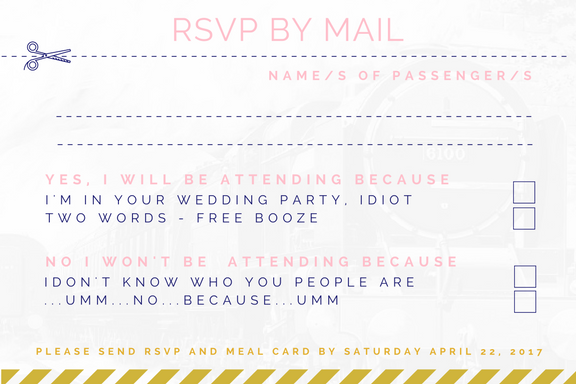 RSVP BY MAIL
NAME/S OF PASSENGER/S
6100
YES, I WILL BE ATTENDING BECAUSE
I'M IN YOUR WEDDING PARTY, IDIOT
TWO WORDS - FREE BOOZE
NO I WON'T BE ATTENDING BECAUSE
IDON'T KNOW WHO YOU PEOPLE ARE
...UMM...NO...BECAUSE...UMM
PLEASE SEND RSVP AND MEAL CARD BY SATURDAY APRIL 22, 2017